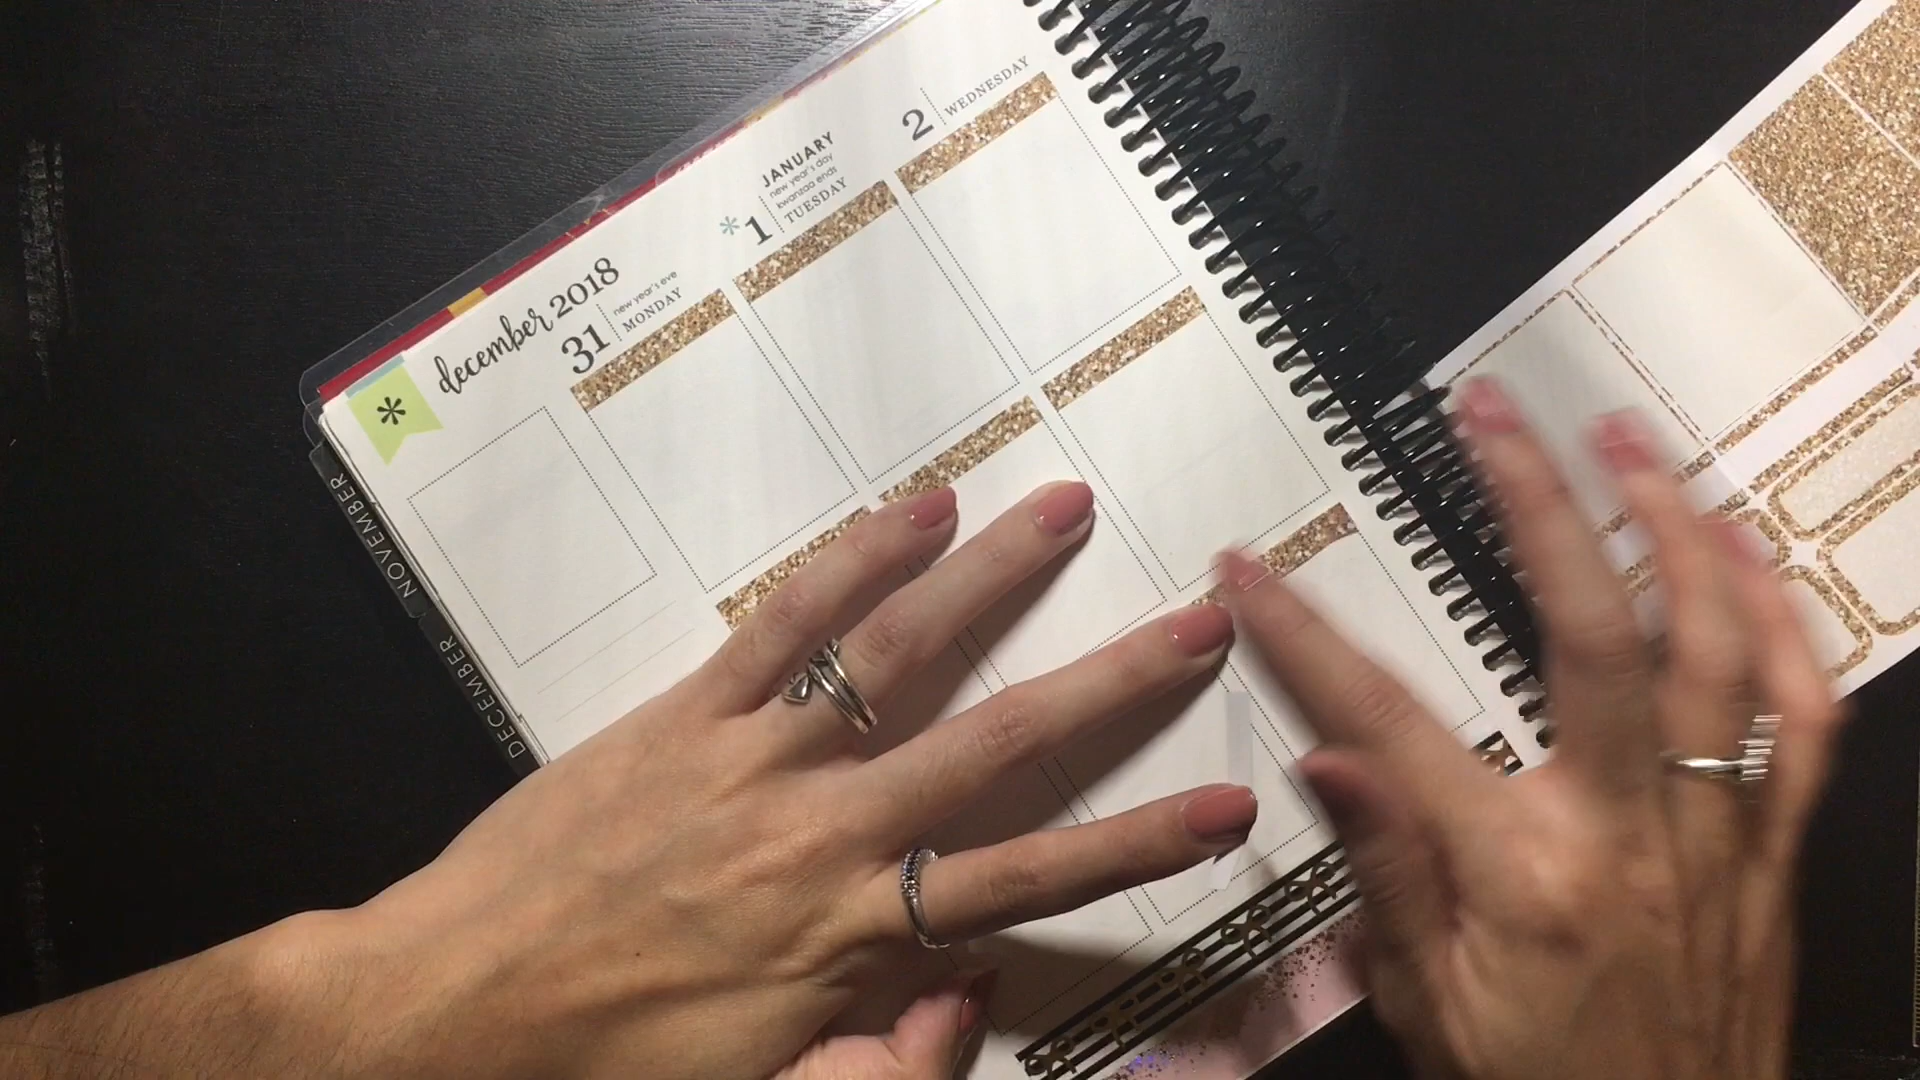 december 2018
31
new year's eve
MONDAY
*1
JANUARY
new year's day
kwanzaa ends
TUESDAY
2
WEDNESDAY
*
NOVEMBER
DECEMBER